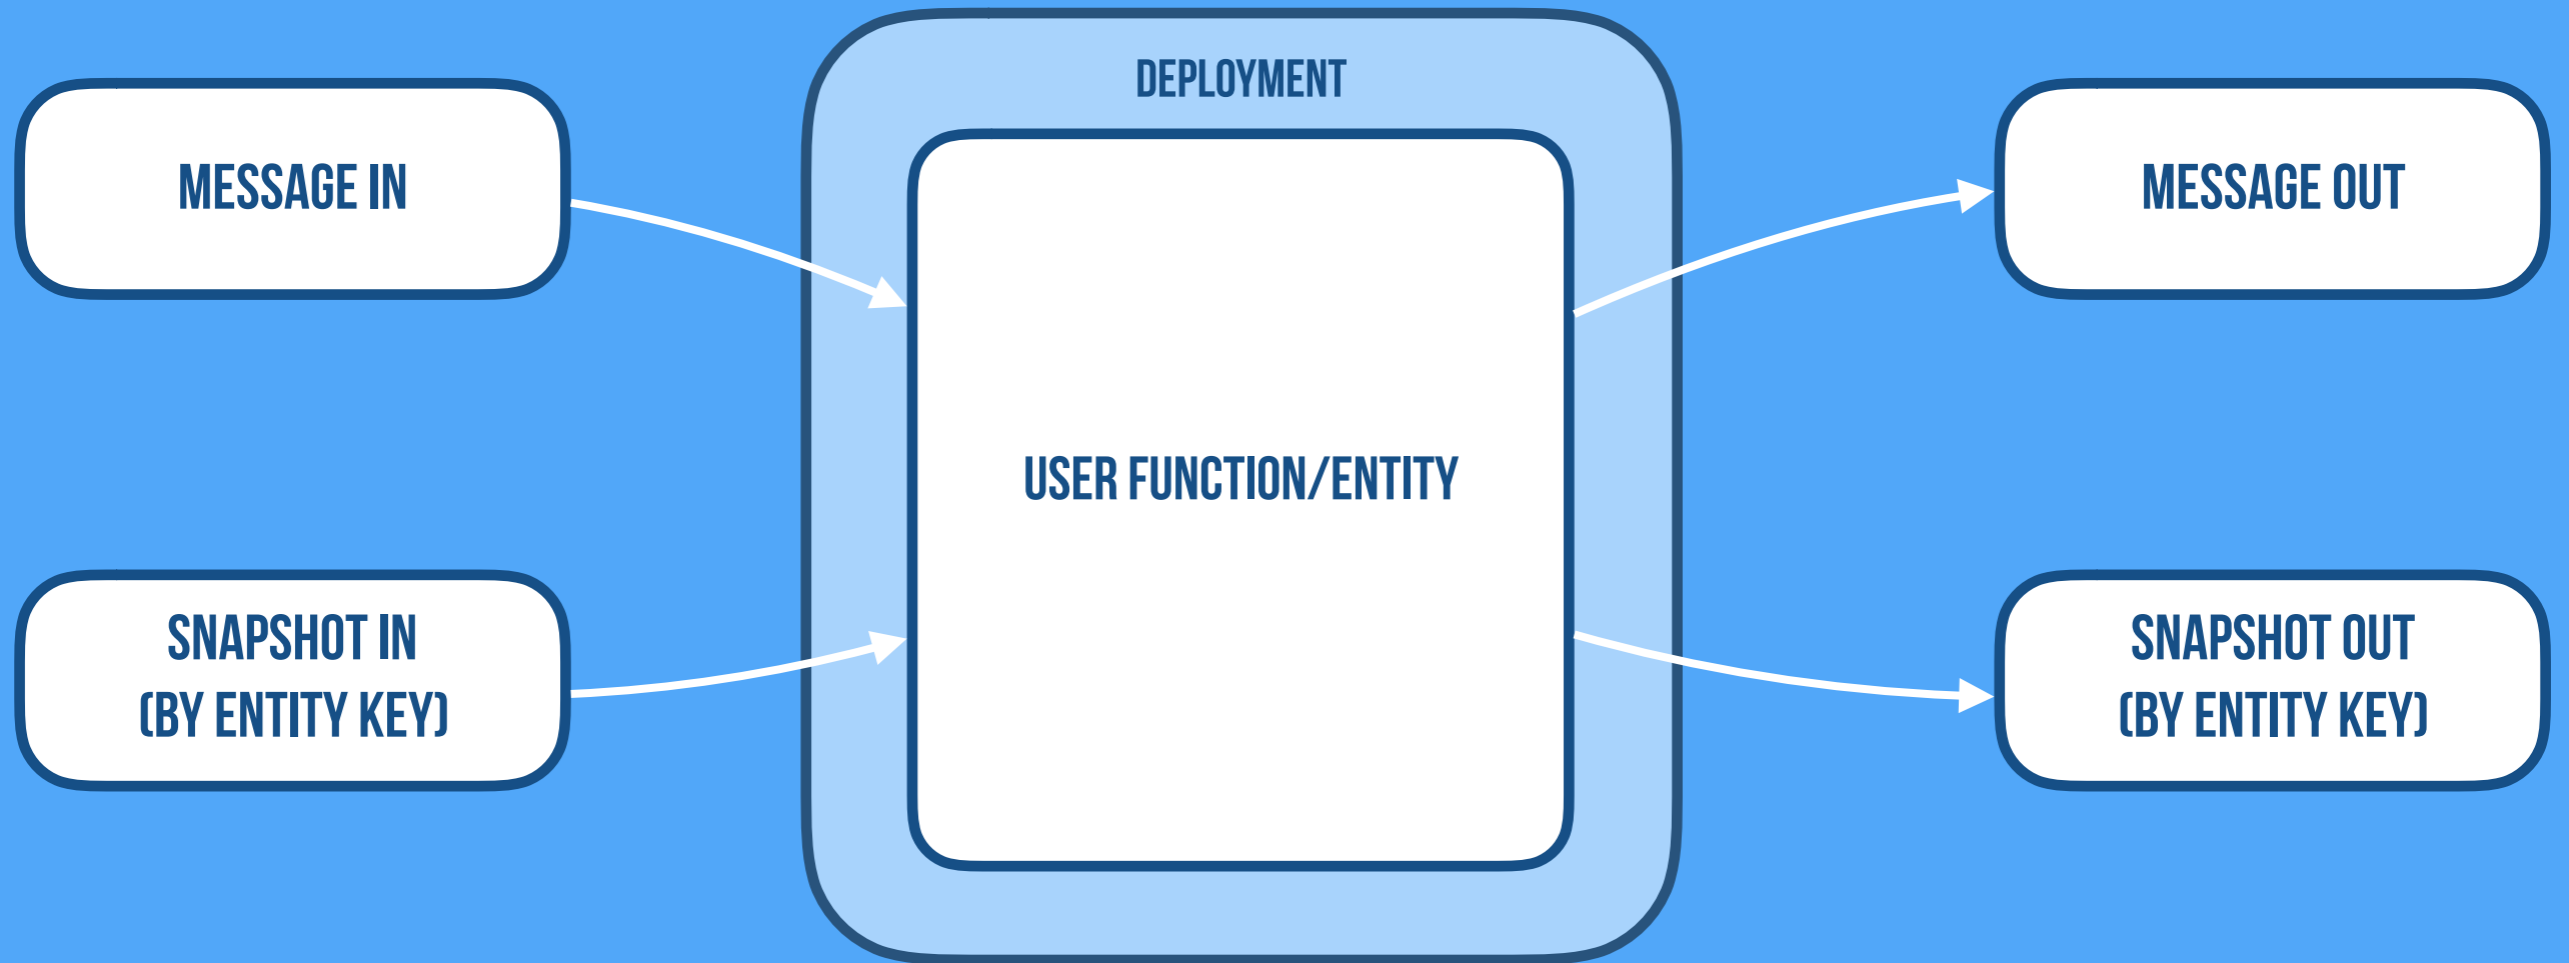 DEPLOYMENT
MESSAGE IN
MESSAGE OUT
USER FUNCTION/ENTITY
SNAPSHOT IN
(BY ENTITY KEY)
SNAPSHOT OUT
(BY ENTITY KEY)